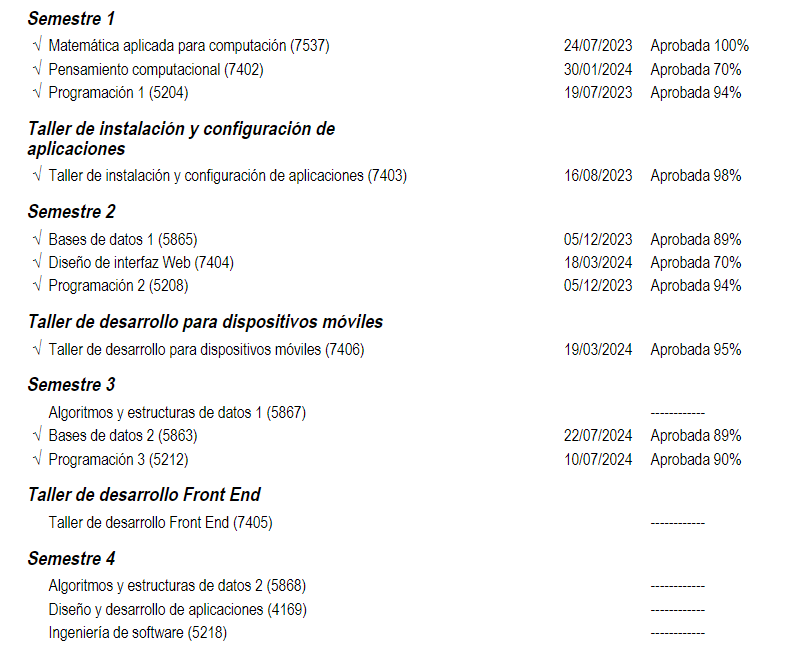 Semestre 1
√ Matemática aplicada para computación (7537) 24/07/2023 Aprobada 100%
√ Pensamiento computacional (7402) 30/01/2024 Aprobada 70%
√ Programación 1 (5204) 19/07/2023 Aprobada 94%
Taller de instalación y configuración de
aplicaciones
√ Taller de instalación y configuración de aplicaciones (7403) 16/08/2023 Aprobada 98%
Semestre 2
√ Bases de datos 1 (5865) 05/12/2023 Aprobada 89%
√ Diseño de interfaz Web (7404) 18/03/2024 Aprobada 70%
√ Programación 2 (5208) 05/12/2023 Aprobada 94%
Taller de desarrollo para dispositivos móviles
√ Taller de desarrollo para dispositivos móviles (7406) 19/03/2024 Aprobada 95%
Semestre 3
Algoritmos y estructuras de datos 1 (5867) ------------
√ Bases de datos 2 (5863) 22/07/2024 Aprobada 89%
√ Programación 3 (5212) 10/07/2024 Aprobada 90%
Taller de desarrollo Front End
Taller de desarrollo Front End (7405) ------------
Semestre 4
Algoritmos y estructuras de datos 2 (5868) ------------
Diseño y desarrollo de aplicaciones (4169) ------------
Ingeniería de software (5218) ------------